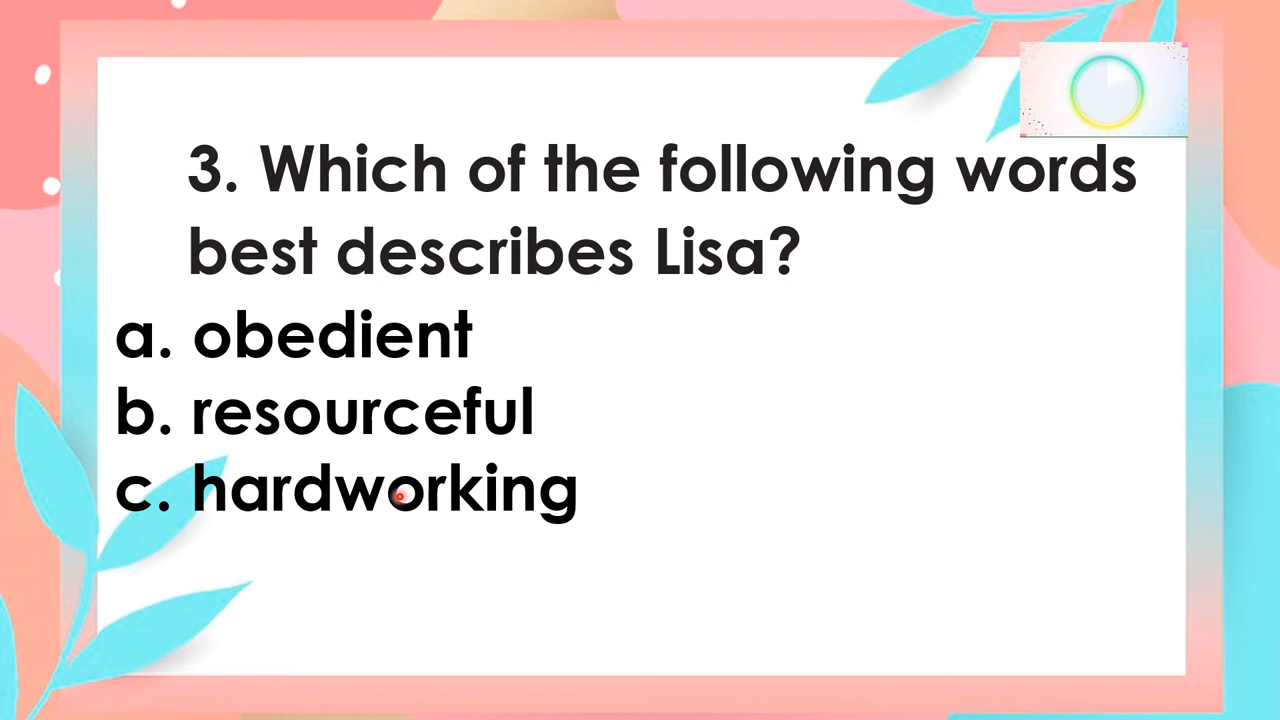 3. Which of the following words
best describes Lisa?
a. obedient
b. resourceful
c. hardworking